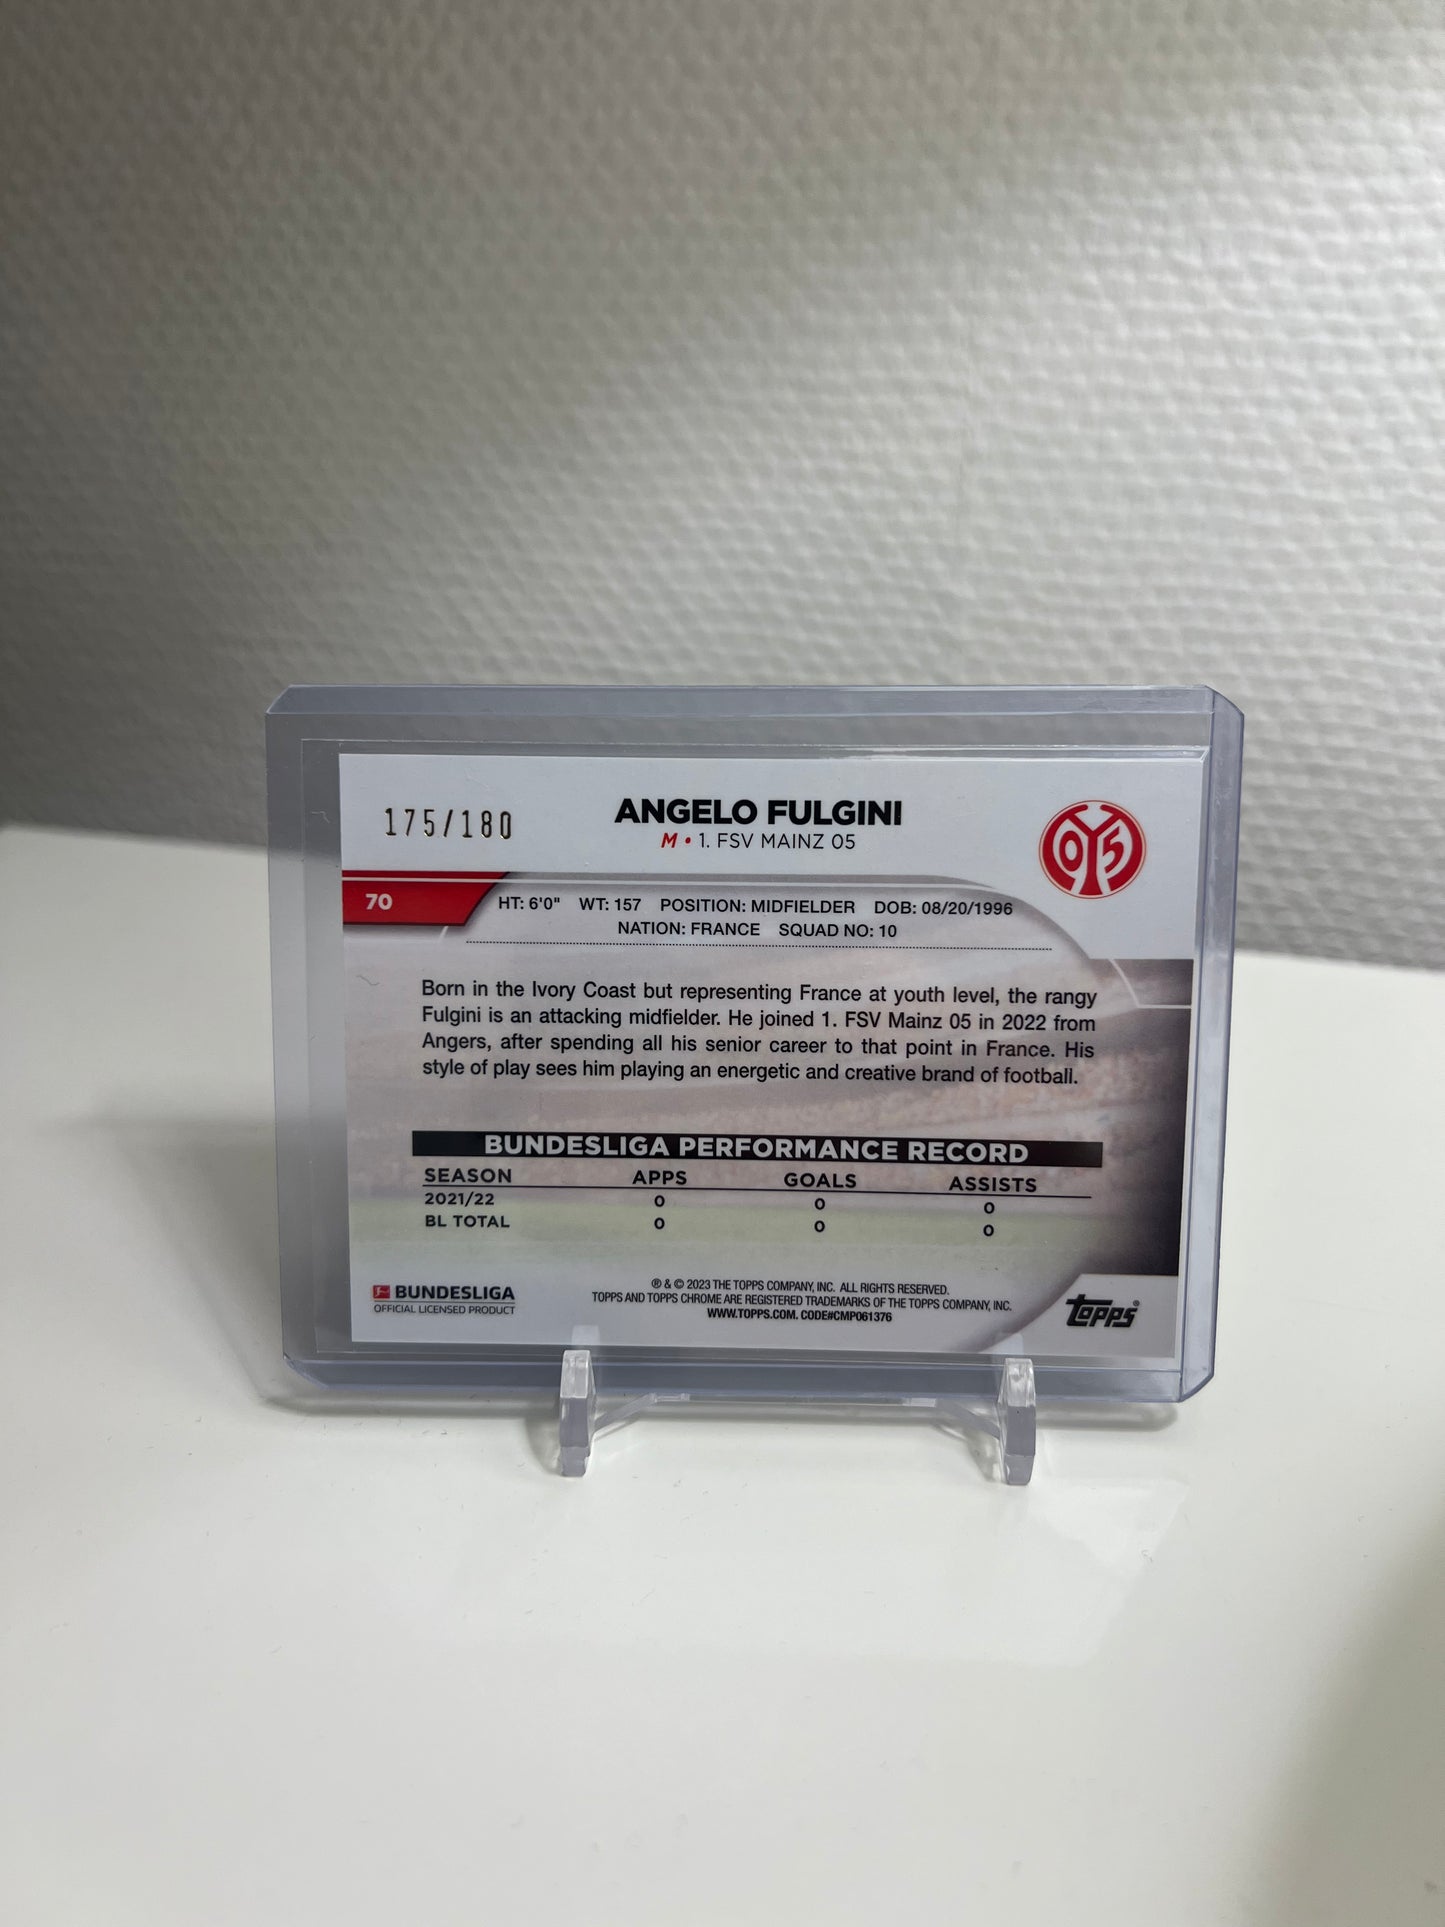 175/180
ANGELO FULGINI
M • 1. FSV MAINZ 05
05
70
HT: 6'0" WT: 157 POSITION: MIDFIELDER DOB: 08/20/1996
NATION: FRANCE SQUAD NO: 10
Born in the Ivory Coast but representing France at youth level, the rangy
Fulgini is an attacking midfielder. He joined 1. FSV Mainz 05 in 2022 from
Angers, after spending all his senior career to that point in France. His
style of play sees him playing an energetic and creative brand of football.
BUNDESLIGA PERFORMANCE RECORD
SEASON APPS GOALS ASSISTS
2021/22 0 0 0
BL TOTAL 0 0 0
BUNDESLIGA
OFFICIAL LICENSED PRODUCT
® & © 2023 THE TOPPS COMPANY, INC. ALL RIGHTS RESERVED.
TOPPS AND TOPPS CHROME ARE REGISTERED TRADEMARKS OF THE TOPPS COMPANY, INC.
WWW.TOPPS.COM. CODE#CMP061376
topps®